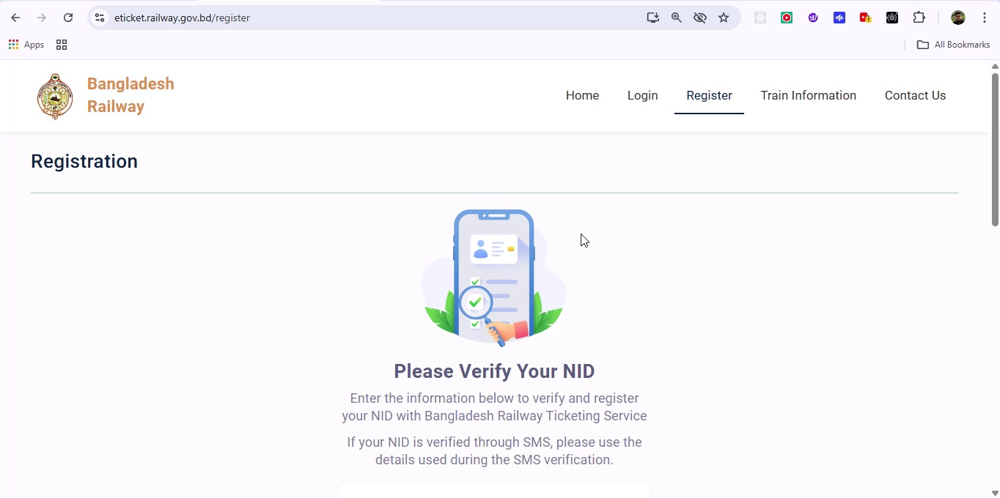 eticket.railway.gov.bd/register
Apps
All Bookmarks
Bangladesh
Railway
Home
Login
Register
Train Information
Contact Us
Registration
Please Verify Your NID
Enter the information below to verify and register
your NID with Bangladesh Railway Ticketing Service
If your NID is verified through SMS, please use the
details used during the SMS verification.